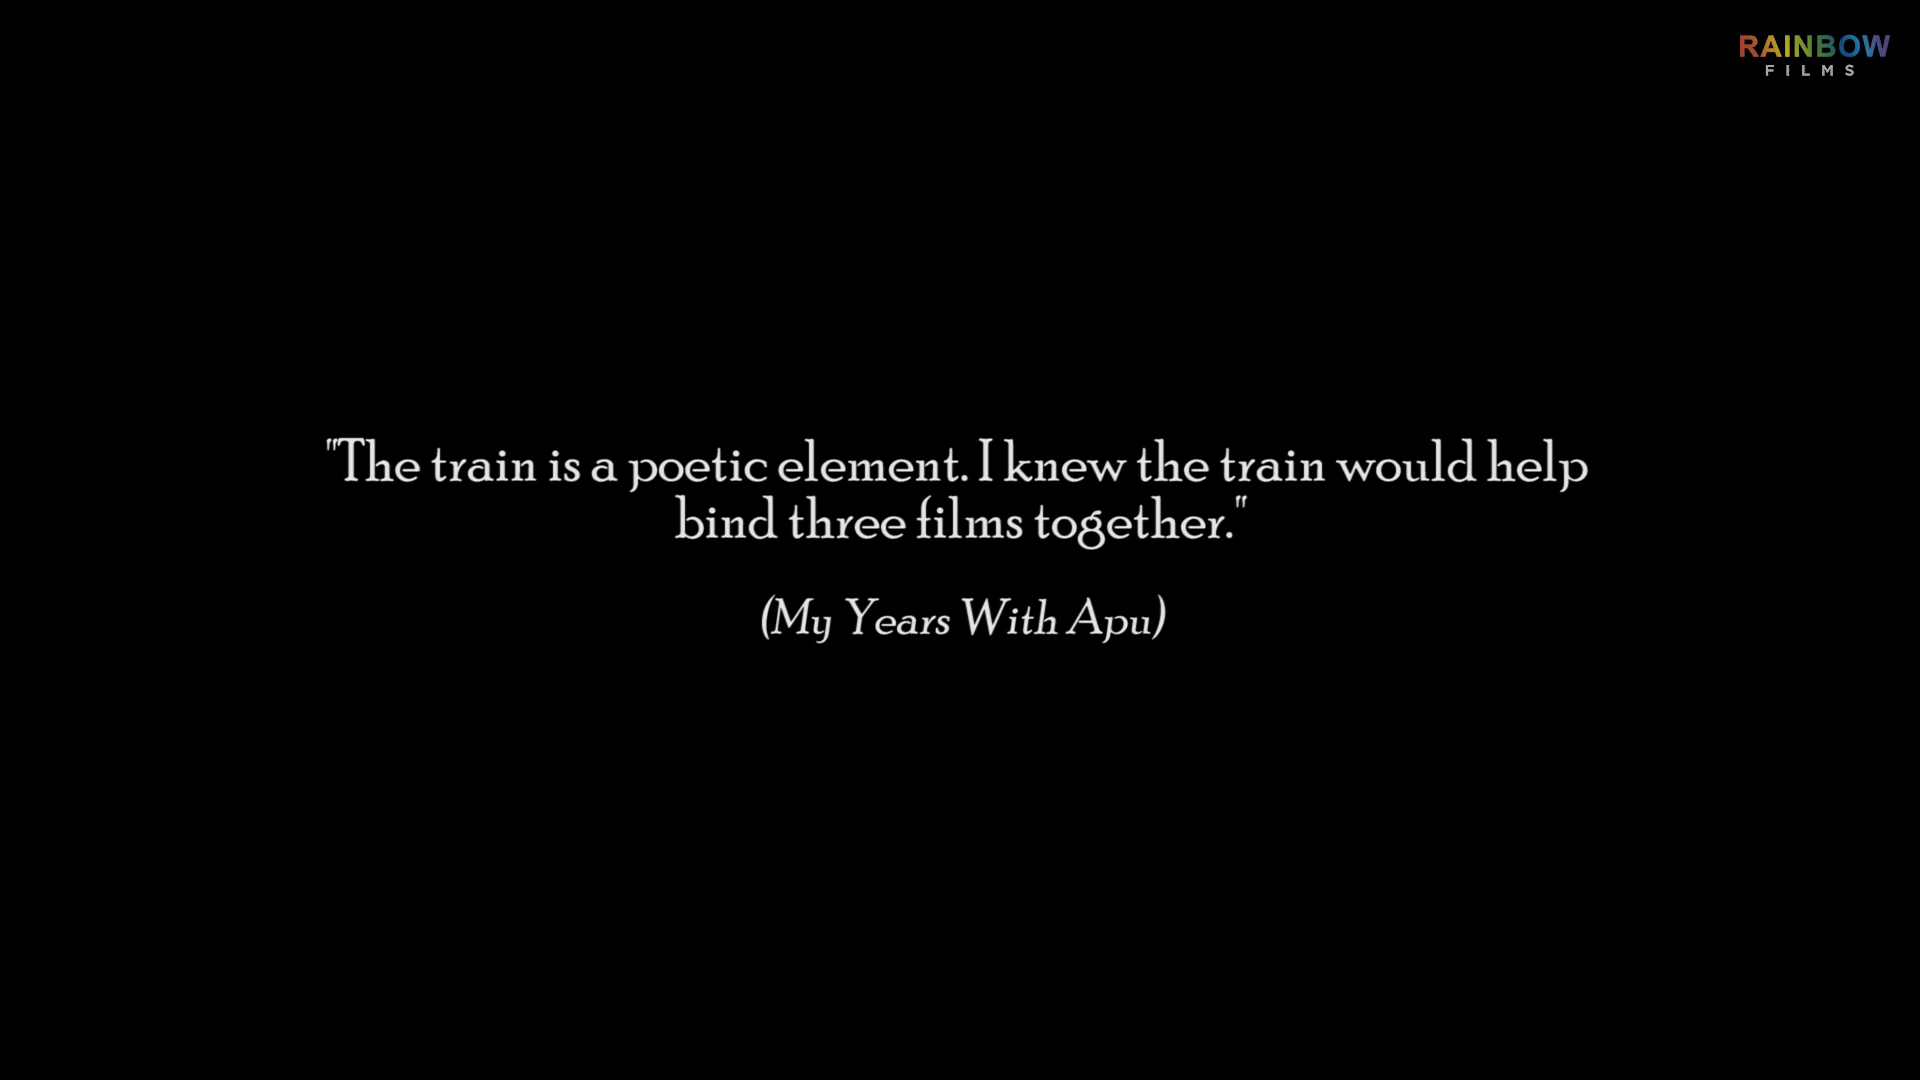 RAINBOW
FILMS
"The train is a poetic element. I knew the train would help
bind three films together."
(My Years With Apu)